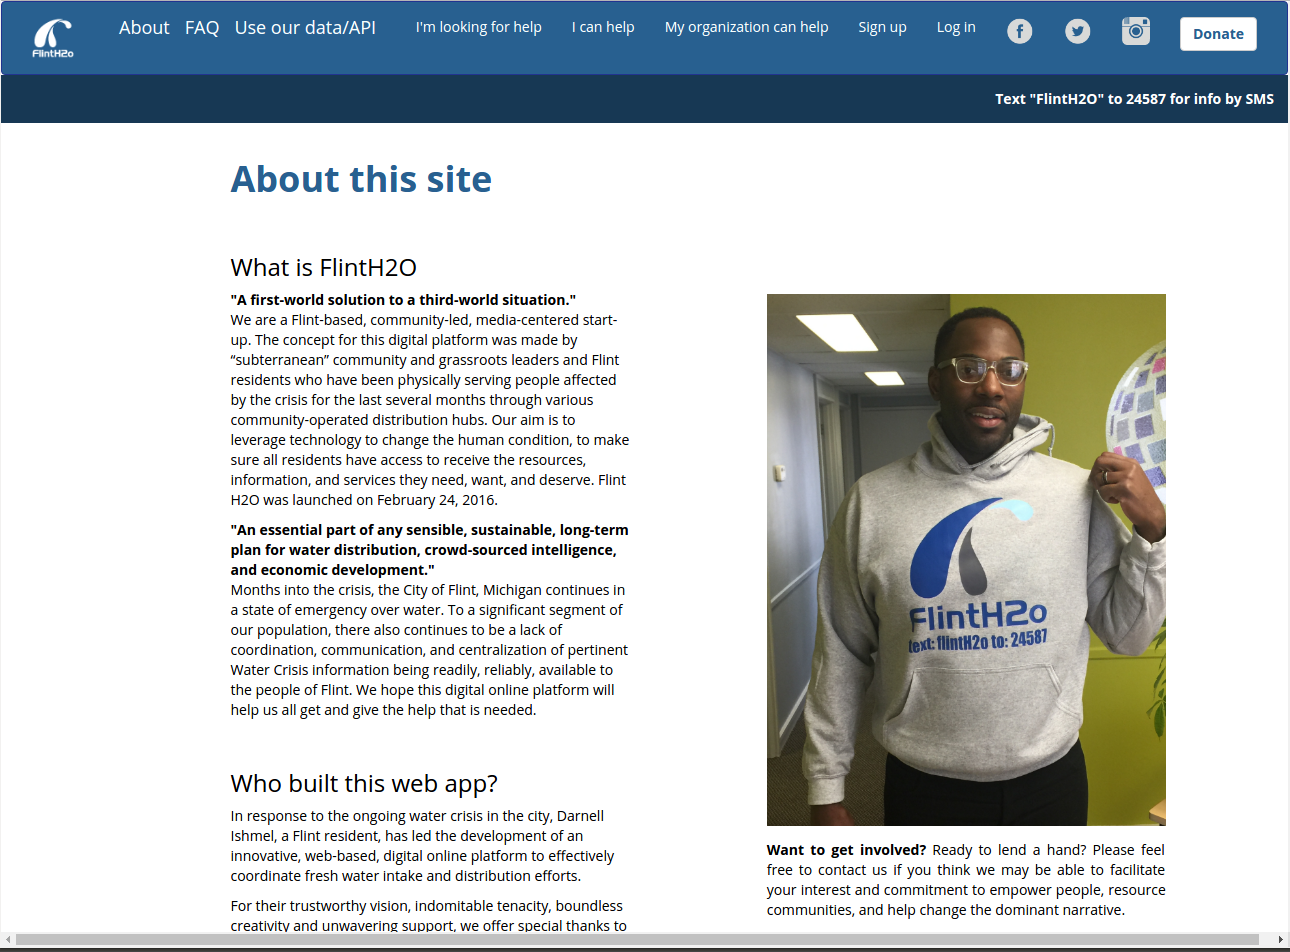 FlintH2o
About FAQ Use our data/API I'm looking for help I can help My organization can help Sign up Log in Donate
Text "FlintH2O" to 24587 for info by SMS
About this site
What is FlintH2O
"A first-world solution to a third-world situation."
We are a Flint-based, community-led, media-centered start-
up. The concept for this digital platform was made by
“subterranean” community and grassroots leaders and Flint
residents who have been physically serving people affected
by the crisis for the last several months through various
community-operated distribution hubs. Our aim is to
leverage technology to change the human condition, to make
sure all residents have access to receive the resources,
information, and services they need, want, and deserve. Flint
H2O was launched on February 24, 2016.
"An essential part of any sensible, sustainable, long-term
plan for water distribution, crowd-sourced intelligence,
and economic development."
Months into the crisis, the City of Flint, Michigan continues in
a state of emergency over water. To a significant segment of
our population, there also continues to be a lack of
coordination, communication, and centralization of pertinent
Water Crisis information being readily, reliably, available to
the people of Flint. We hope this digital online platform will
help us all get and give the help that is needed.
Who built this web app?
In response to the ongoing water crisis in the city, Darnell
Ishmel, a Flint resident, has led the development of an
innovative, web-based, digital online platform to effectively
coordinate fresh water intake and distribution efforts.
For their trustworthy vision, indomitable tenacity, boundless
creativity and unwavering support, we offer special thanks to
FlintH2o
text: flintH2o to: 24587
Want to get involved? Ready to lend a hand? Please feel
free to contact us if you think we may be able to facilitate
your interest and commitment to empower people, resource
communities, and help change the dominant narrative.